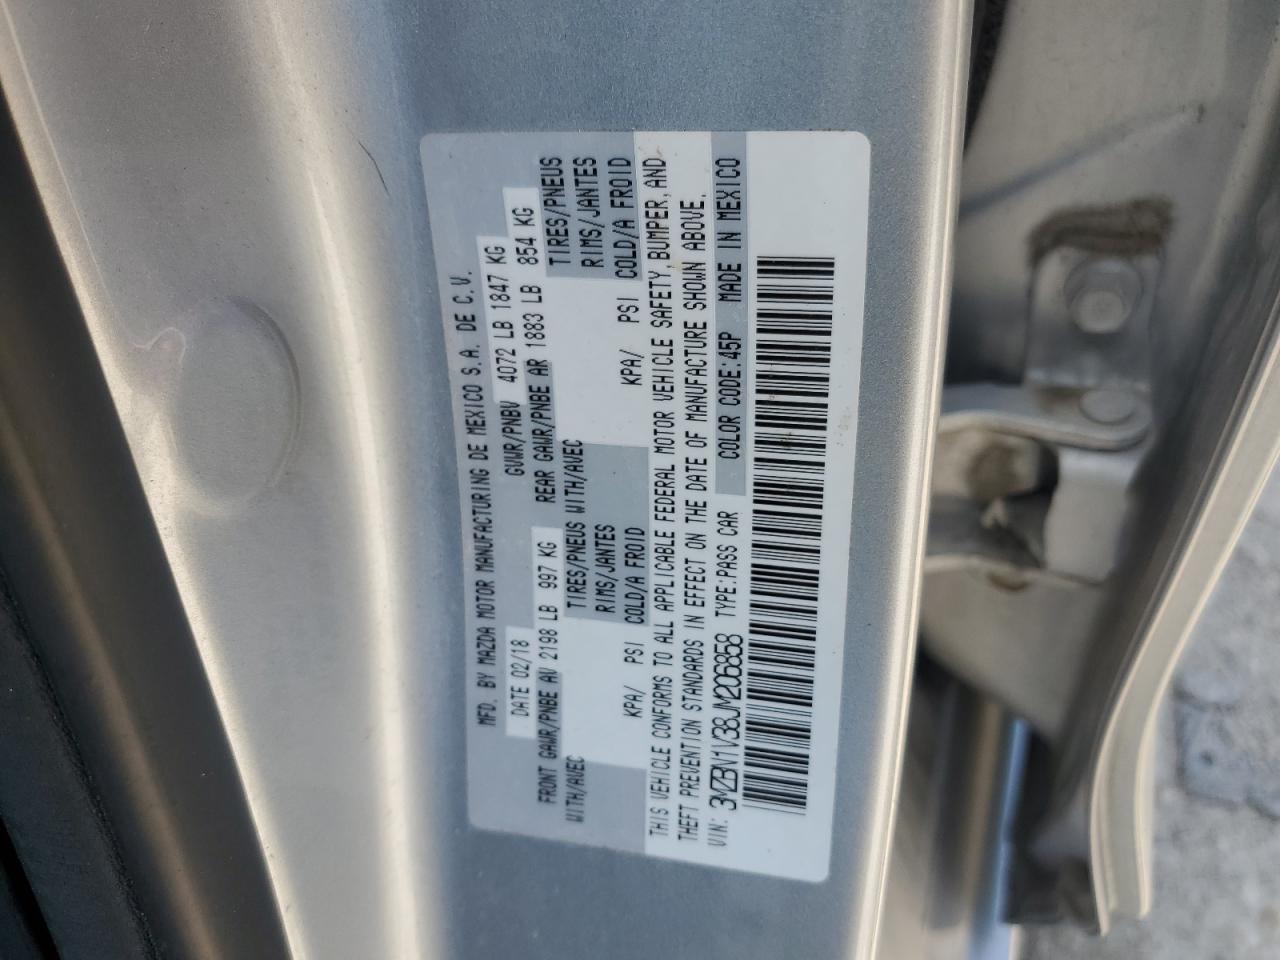 MFD. BY MAZDA MOTOR MANUFACTURING DE MEXICO S.A. DE C.V.
DATE 02/18 GVWR/PNBV 4072 LB 1847 KG
FRONT GAWR/PNBE AV 2198 LB 997 KG REAR GAWR/PNBE AR 1883 LB 854 KG
WITH/AVEC TIRES/PNEUS WITH/AVEC TIRES/PNEUS
RIMS/JANTES RIMS/JANTES
KPA/ PSI COLD/A FROID KPA/ PSI COLD/A FROID
THIS VEHICLE CONFORMS TO ALL APPLICABLE FEDERAL MOTOR VEHICLE SAFETY, BUMPER, AND
THEFT PREVENTION STANDARDS IN EFFECT ON THE DATE OF MANUFACTURE SHOWN ABOVE.
VIN: 3MZBN1V38JM206858 TYPE:PASS CAR COLOR CODE:45P MADE IN MEXICO